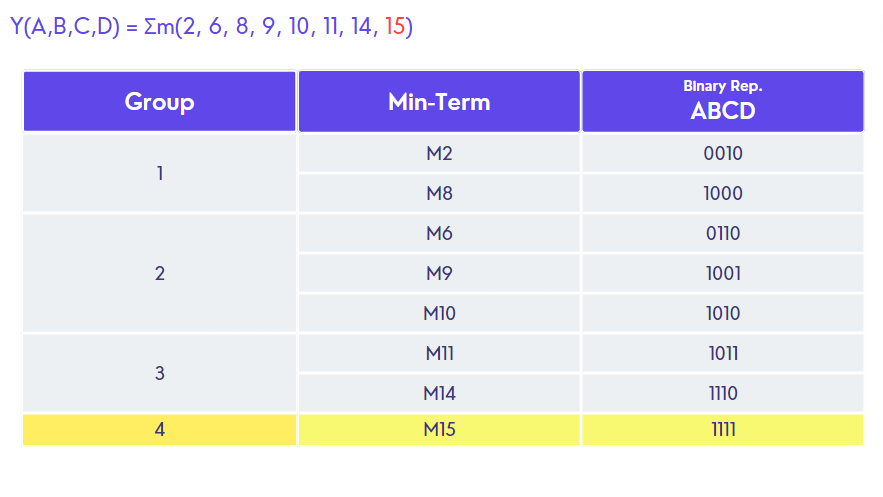 Y(A,B,C,D) = Σm(2, 6, 8, 9, 10, 11, 14, 15)
Group Min-Term Binary Rep. ABCD
1 M2 0010
M8 1000
2 M6 0110
M9 1001
M10 1010
3 M11 1011
M14 1110
4 M15 1111